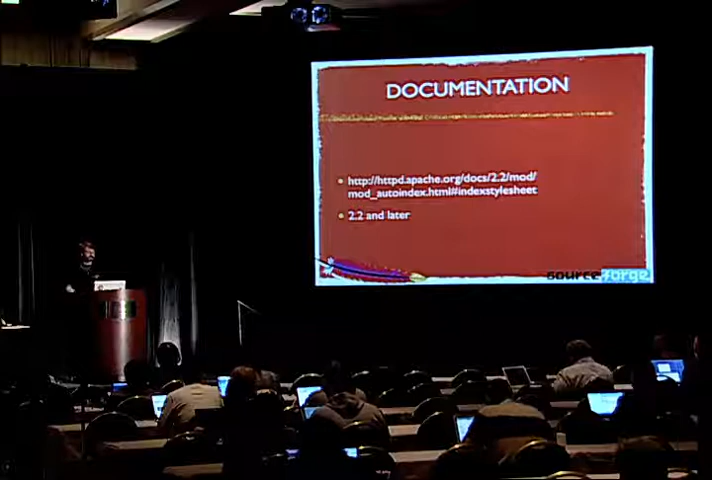 DOCUMENTATION
http://httpd.apache.org/docs/2.2/mod/
mod_autoindex.html#indexstylesheet
2.2 and later
sourceforge